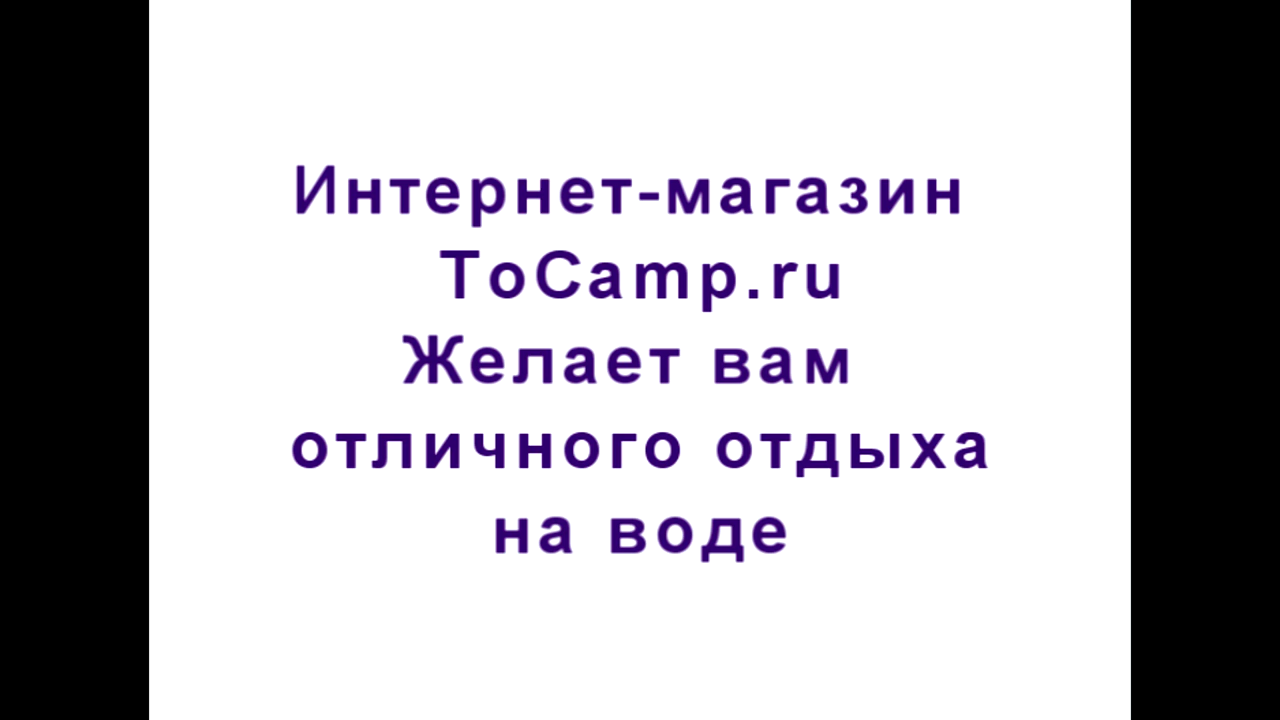 Интернет-магазин
ToCamp.ru
Желает вам
отличного отдыха
на воде